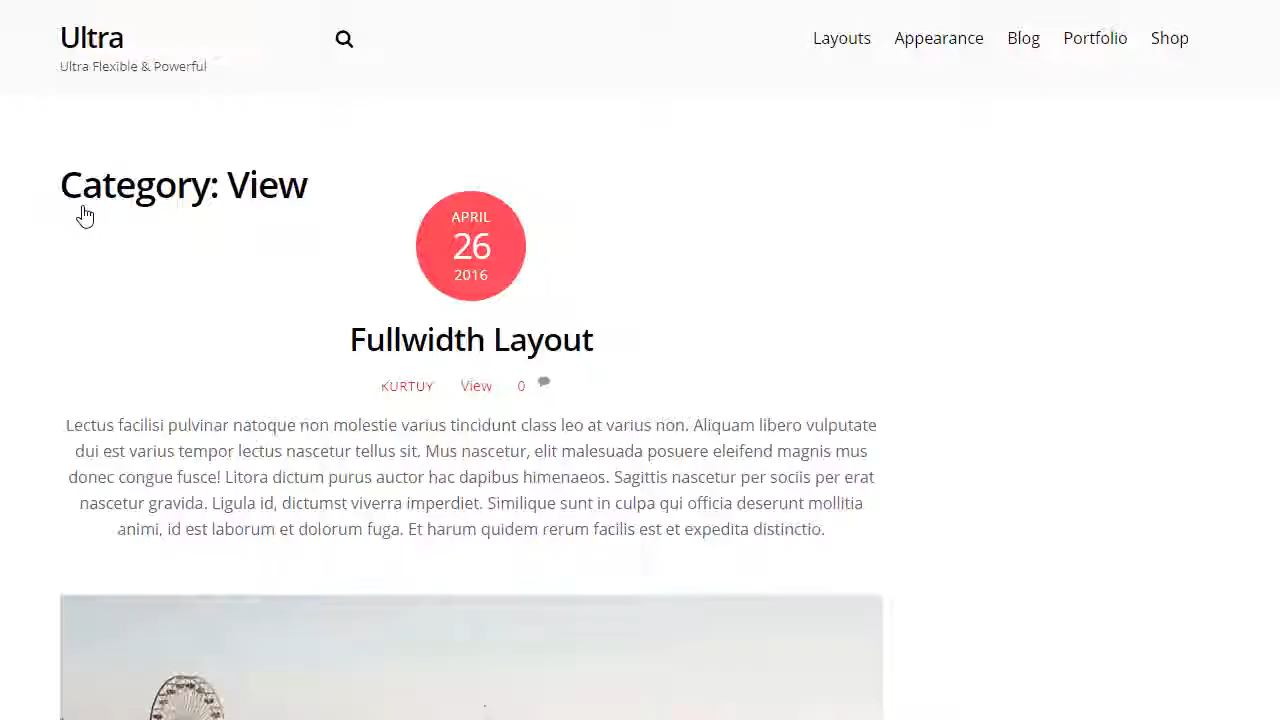 Ultra
Ultra Flexible & Powerful
Layouts Appearance Blog Portfolio Shop
Category: View
APRIL
26
2016
Fullwidth Layout
KURTUY View 0
Lectus facilisi pulvinar natoque non molestie varius tincidunt class leo at varius non. Aliquam libero vulputate
dui est varius tempor lectus nascetur tellus sit. Mus nascetur, elit malesuada posuere eleifend magnis mus
donec congue fusce! Litora dictum purus auctor hac dapibus himenaeos. Sagittis nascetur per sociis per erat
nascetur gravida. Ligula id, dictumst viverra imperdiet. Similique sunt in culpa qui officia deserunt mollitia
animi, id est laborum et dolorum fuga. Et harum quidem rerum facilis est et expedita distinctio.